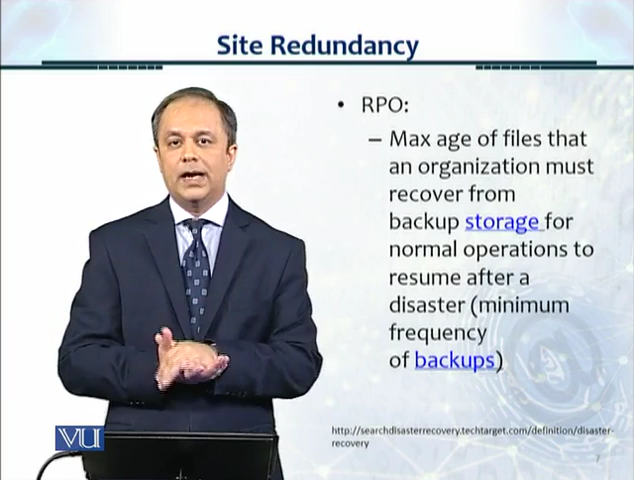 Site Redundancy
• RPO:
– Max age of files that
an organization must
recover from
backup storage for
normal operations to
resume after a
disaster (minimum
frequency
of backups)
http://searchdisasterrecovery.techtarget.com/definition/disaster-
recovery
7
VU